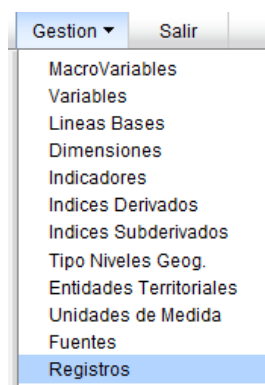 Gestion ▼ Salir
MacroVariables
Variables
Lineas Bases
Dimensiones
Indicadores
Indices Derivados
Indices Subderivados
Tipo Niveles Geog.
Entidades Territoriales
Unidades de Medida
Fuentes
Registros